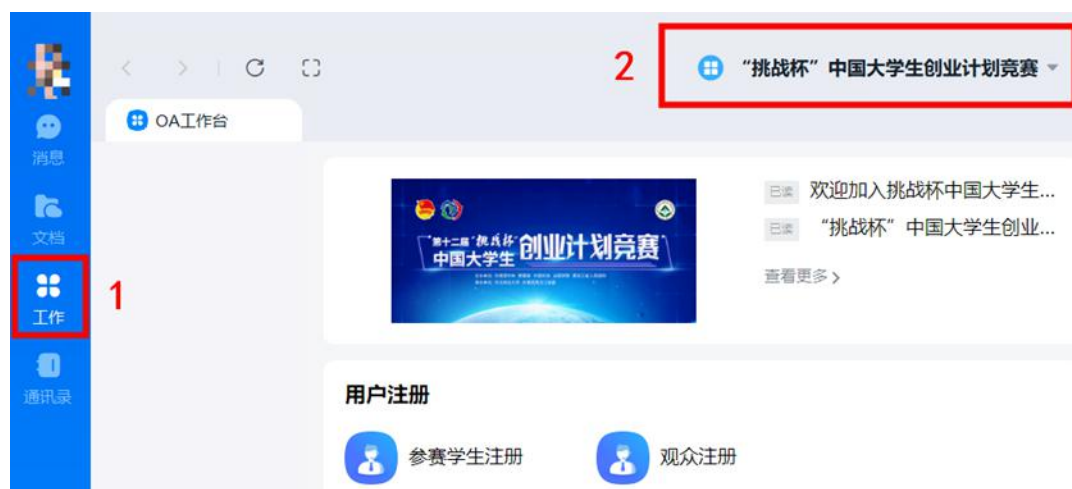 2
“挑战杯”中国大学生创业计划竞赛
OA工作台
消息
文档
1
工作
通讯录
第十二届“挑战杯”
中国大学生
创业计划竞赛
已读 欢迎加入挑战杯中国大学生...
已读 “挑战杯”中国大学生创业...
查看更多 >
用户注册
参赛学生注册
观众注册